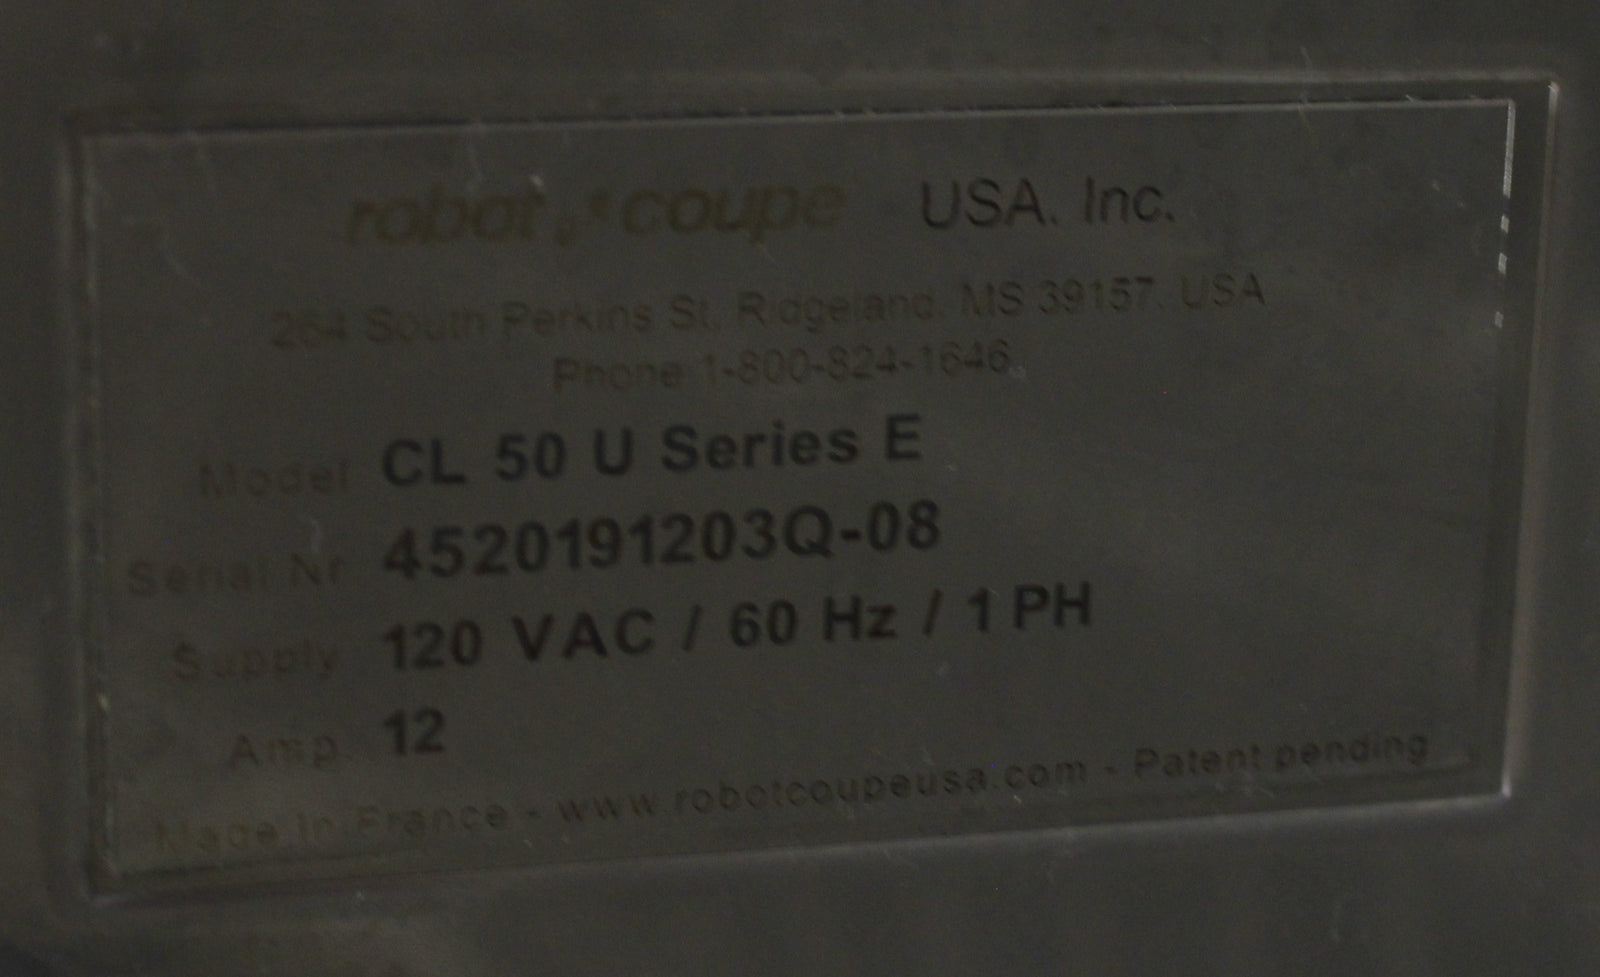 robot coupe USA. Inc.
264 South Perkins St. Ridgeland. MS 39157. USA
Phone 1-800-824-1646
Model CL 50 U Series E
Serial Nr 4520191203Q-08
Supply 120 VAC / 60 Hz / 1 PH
Amp. 12
Made in France - www.robotcoupeusa.com - Patent pending